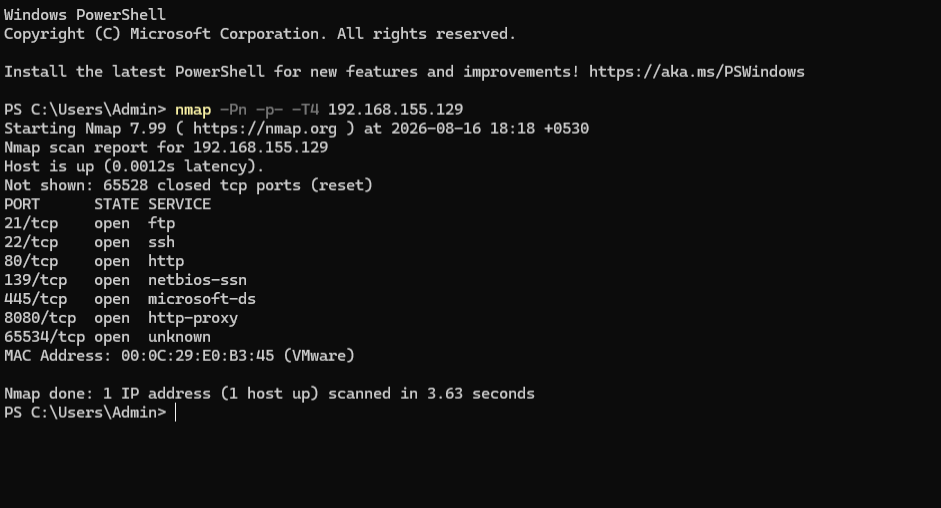 Windows PowerShell
Copyright (C) Microsoft Corporation. All rights reserved.
Install the latest PowerShell for new features and improvements! https://aka.ms/PSWindows
PS C:\Users\Admin> nmap -Pn -p- -T4 192.168.155.129
Starting Nmap 7.99 ( https://nmap.org ) at 2026-08-16 18:18 +0530
Nmap scan report for 192.168.155.129
Host is up (0.0012s latency).
Not shown: 65528 closed tcp ports (reset)
PORT      STATE SERVICE
21/tcp    open  ftp
22/tcp    open  ssh
80/tcp    open  http
139/tcp   open  netbios-ssn
445/tcp   open  microsoft-ds
8080/tcp  open  http-proxy
65534/tcp open  unknown
MAC Address: 00:0C:29:E0:B3:45 (VMware)
Nmap done: 1 IP address (1 host up) scanned in 3.63 seconds
PS C:\Users\Admin>